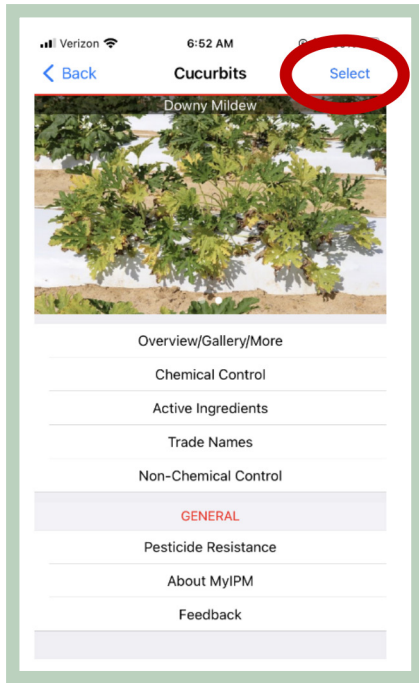 Verizon 6:52 AM
Back Cucurbits Select
Downy Mildew
Overview/Gallery/More
Chemical Control
Active Ingredients
Trade Names
Non-Chemical Control
GENERAL
Pesticide Resistance
About MyIPM
Feedback